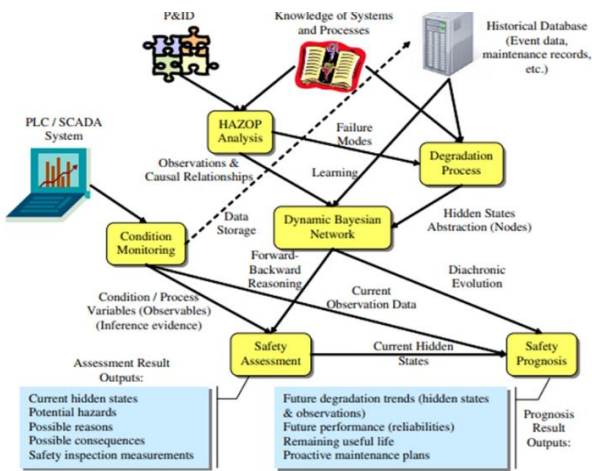 P&ID
Knowledge of Systems
and Processes
Historical Database
(Event data,
maintenance records,
etc.)
PLC / SCADA
System
HAZOP
Analysis
Failure
Modes
Degradation
Process
Observations &
Causal Relationships
Learning
Data
Storage
Dynamic Bayesian
Network
Hidden States
Abstraction (Nodes)
Condition
Monitoring
Forward-
Backward
Reasoning
Diachronic
Evolution
Condition / Process
Variables (Observables)
(Inference evidence)
Current
Observation Data
Safety
Assessment
Current Hidden
States
Safety
Prognosis
Assessment Result
Outputs:
Current hidden states
Potential hazards
Possible reasons
Possible consequences
Safety inspection measurements
Future degradation trends (hidden states
& observations)
Future performance (reliabilities)
Remaining useful life
Proactive maintenance plans
Prognosis
Result
Outputs: